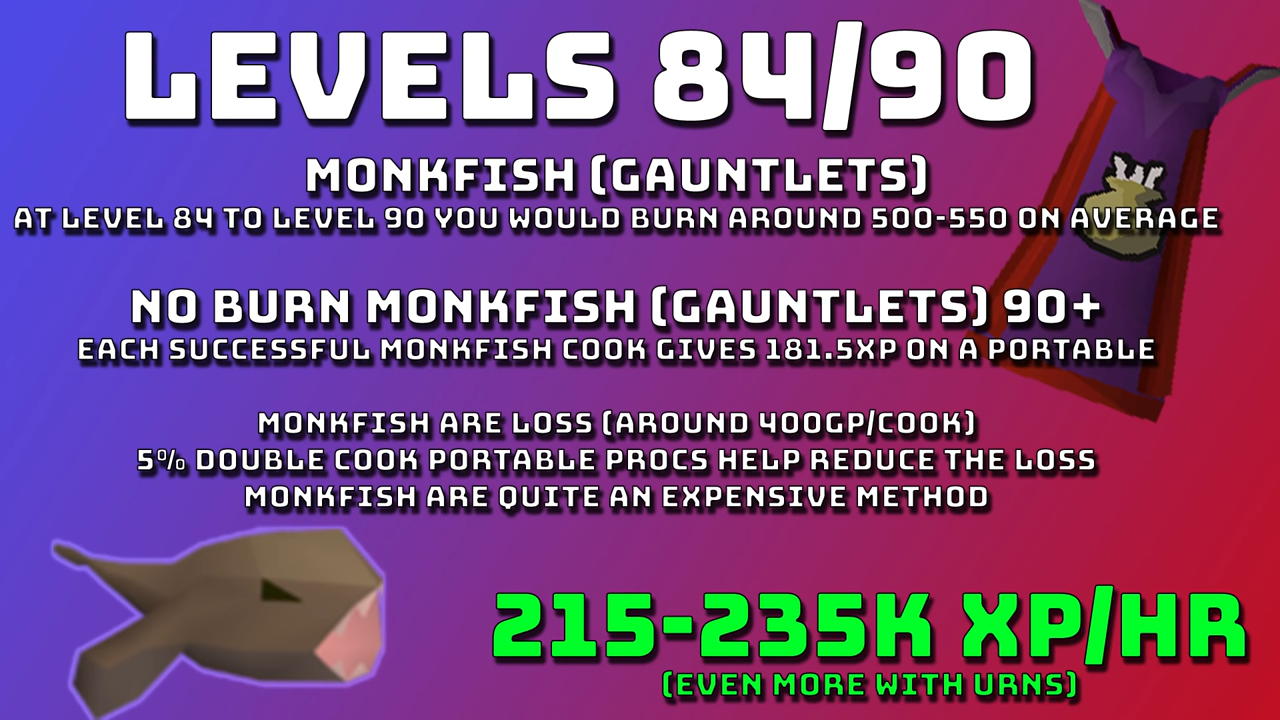 LEVELS 84/90
MONKFISH (GAUNTLETS)
AT LEVEL 84 TO LEVEL 90 YOU WOULD BURN AROUND 500-550 ON AVERAGE
NO BURN MONKFISH (GAUNTLETS) 90+
EACH SUCCESSFUL MONKFISH COOK GIVES 181.5XP ON A PORTABLE
MONKFISH ARE LOSS (AROUND 400GP/COOK)
5% DOUBLE COOK PORTABLE PROCS HELP REDUCE THE LOSS
MONKFISH ARE QUITE AN EXPENSIVE METHOD
215-235K XP/HR
(EVEN MORE WITH URNS)